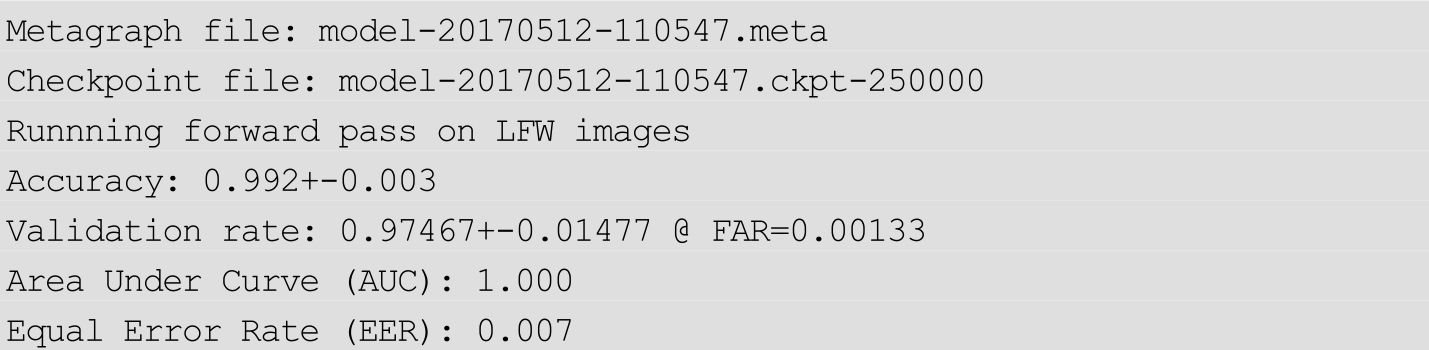 Metagraph file: model-20170512-110547.meta
Checkpoint file: model-20170512-110547.ckpt-250000
Runnning forward pass on LFW images
Accuracy: 0.992+-0.003
Validation rate: 0.97467+-0.01477 @ FAR=0.00133
Area Under Curve (AUC): 1.000
Equal Error Rate (EER): 0.007